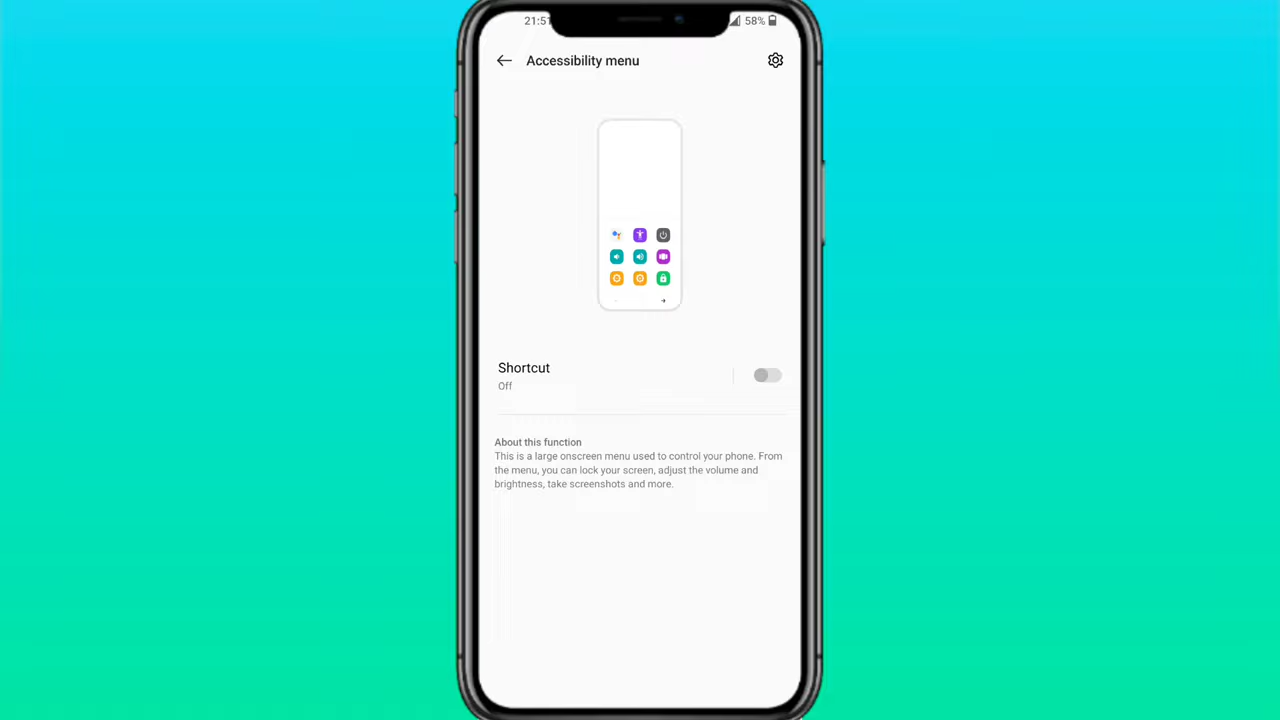 21:51
58%
Accessibility menu
Shortcut
Off
About this function
This is a large onscreen menu used to control your phone. From
the menu, you can lock your screen, adjust the volume and
brightness, take screenshots and more.